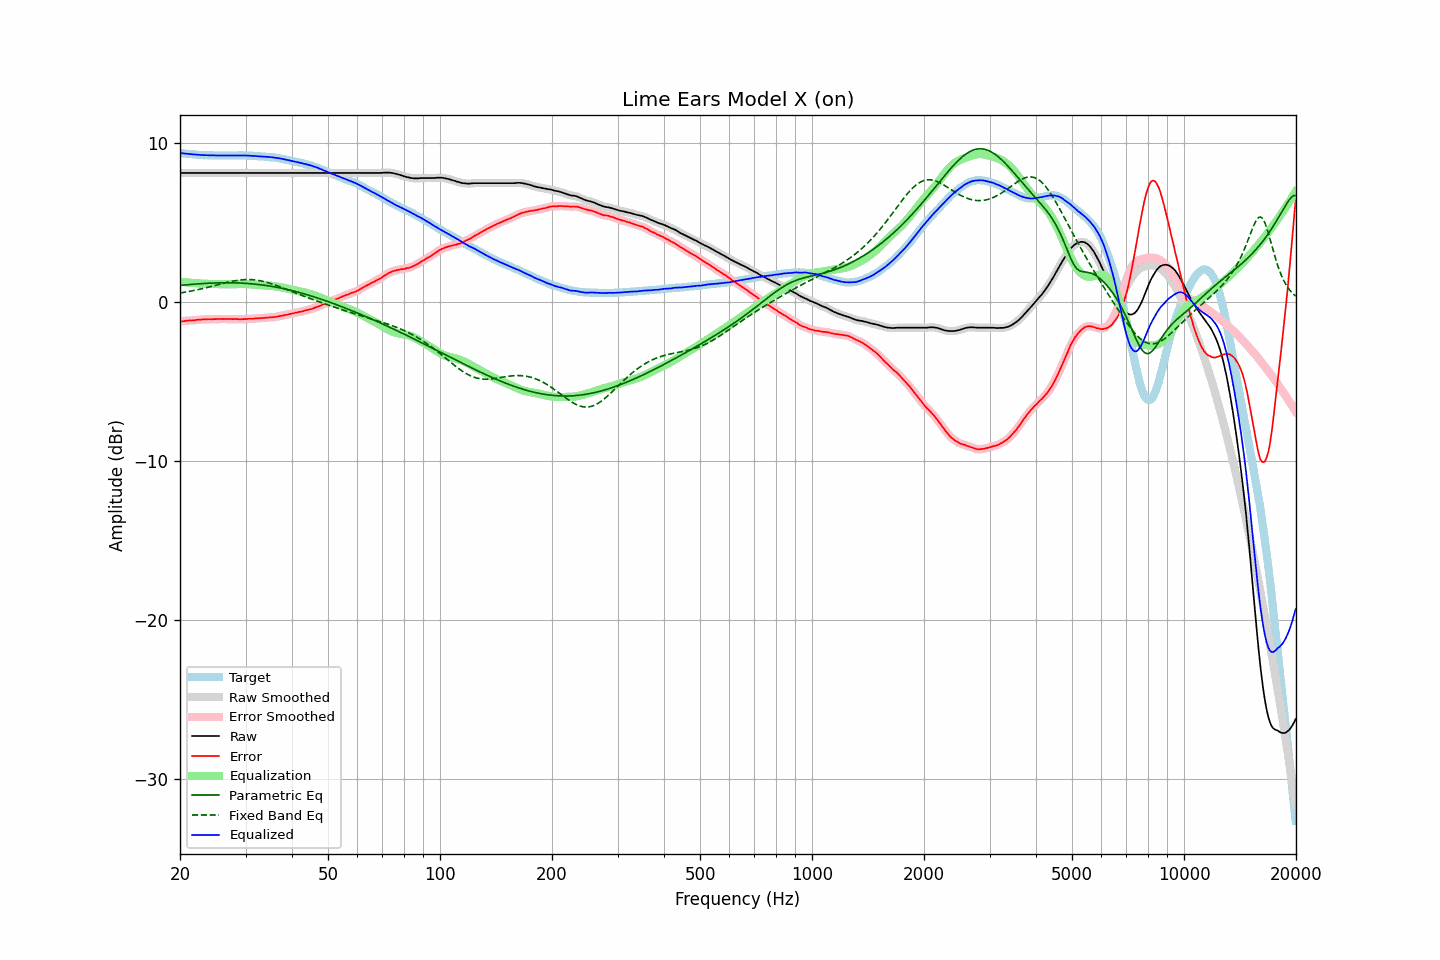 Lime Ears Model X (on)
Amplitude (dBr)
10
0
−10
−20
−30
Target
Raw Smoothed
Error Smoothed
Raw
Error
Equalization
Parametric Eq
Fixed Band Eq
Equalized
20 50 100 200 500 1000 2000 5000 10000 20000
Frequency (Hz)